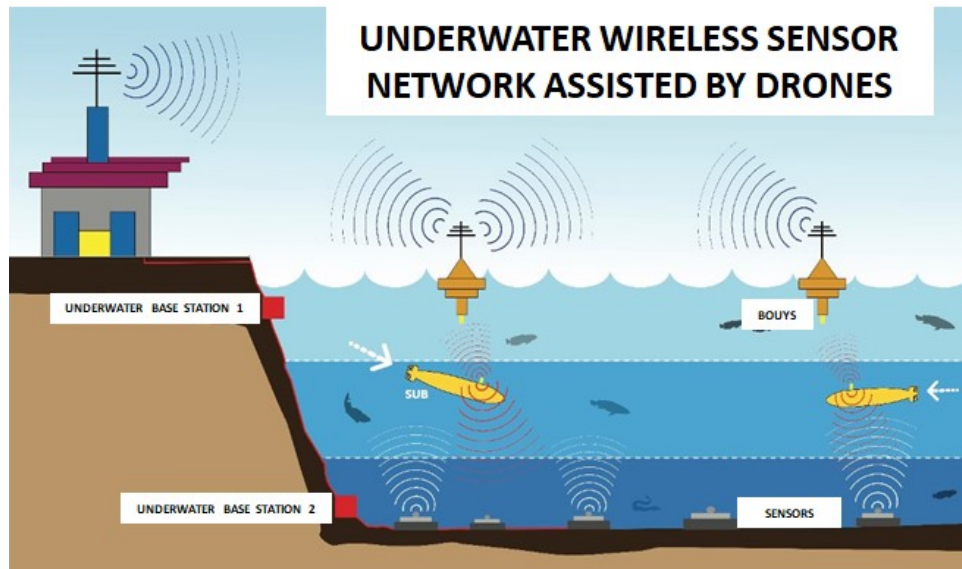 UNDERWATER WIRELESS SENSOR
NETWORK ASSISTED BY DRONES
UNDERWATER BASE STATION 1
BOUYS
SUB
UNDERWATER BASE STATION 2
SENSORS